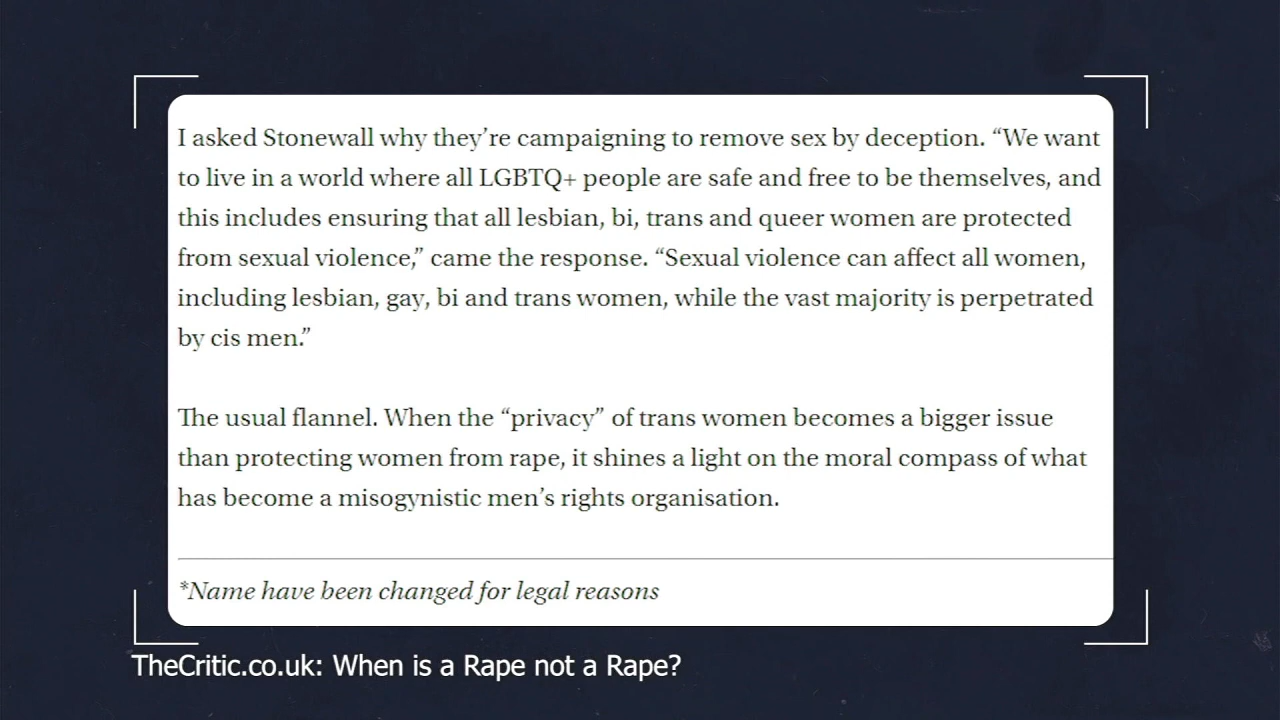 I asked Stonewall why they’re campaigning to remove sex by deception. “We want
to live in a world where all LGBTQ+ people are safe and free to be themselves, and
this includes ensuring that all lesbian, bi, trans and queer women are protected
from sexual violence,” came the response. “Sexual violence can affect all women,
including lesbian, gay, bi and trans women, while the vast majority is perpetrated
by cis men.”
The usual flannel. When the “privacy” of trans women becomes a bigger issue
than protecting women from rape, it shines a light on the moral compass of what
has become a misogynistic men’s rights organisation.
*Name have been changed for legal reasons
TheCritic.co.uk: When is a Rape not a Rape?